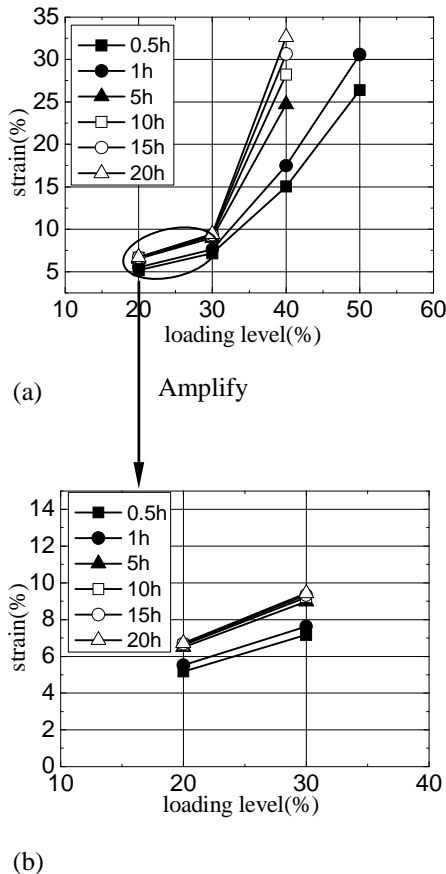 35
30
25
20
15
10
5
strain(%)
0.5h
1h
5h
10h
15h
20h
10 20 30 40 50 60
loading level(%)
(a)
Amplify
14
12
10
8
6
4
2
0
strain(%)
0.5h
1h
5h
10h
15h
20h
10 20 30 40
loading level(%)
(b)